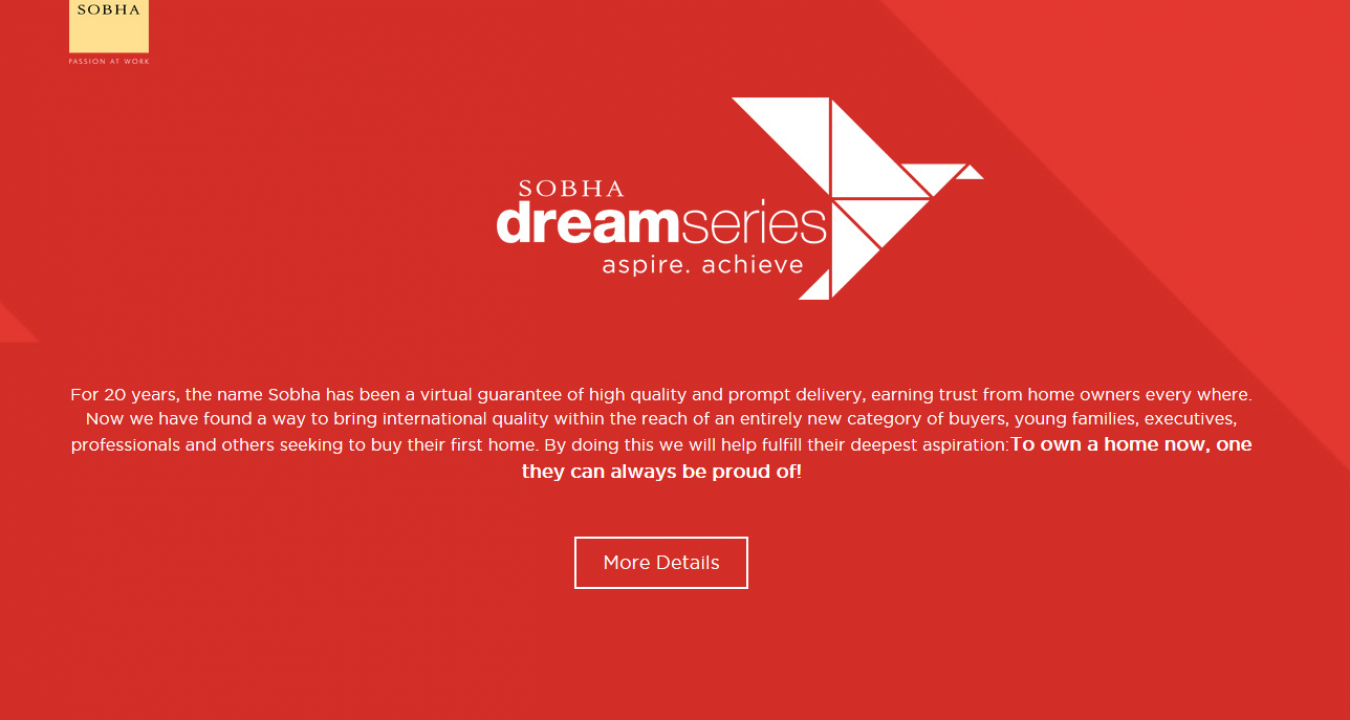 SOBHA
PASSION AT WORK
SOBHA
dreamseries
aspire. achieve
For 20 years, the name Sobha has been a virtual guarantee of high quality and prompt delivery, earning trust from home owners every where.
Now we have found a way to bring international quality within the reach of an entirely new category of buyers, young families, executives,
professionals and others seeking to buy their first home. By doing this we will help fulfill their deepest aspiration:To own a home now, one
they can always be proud of!
More Details